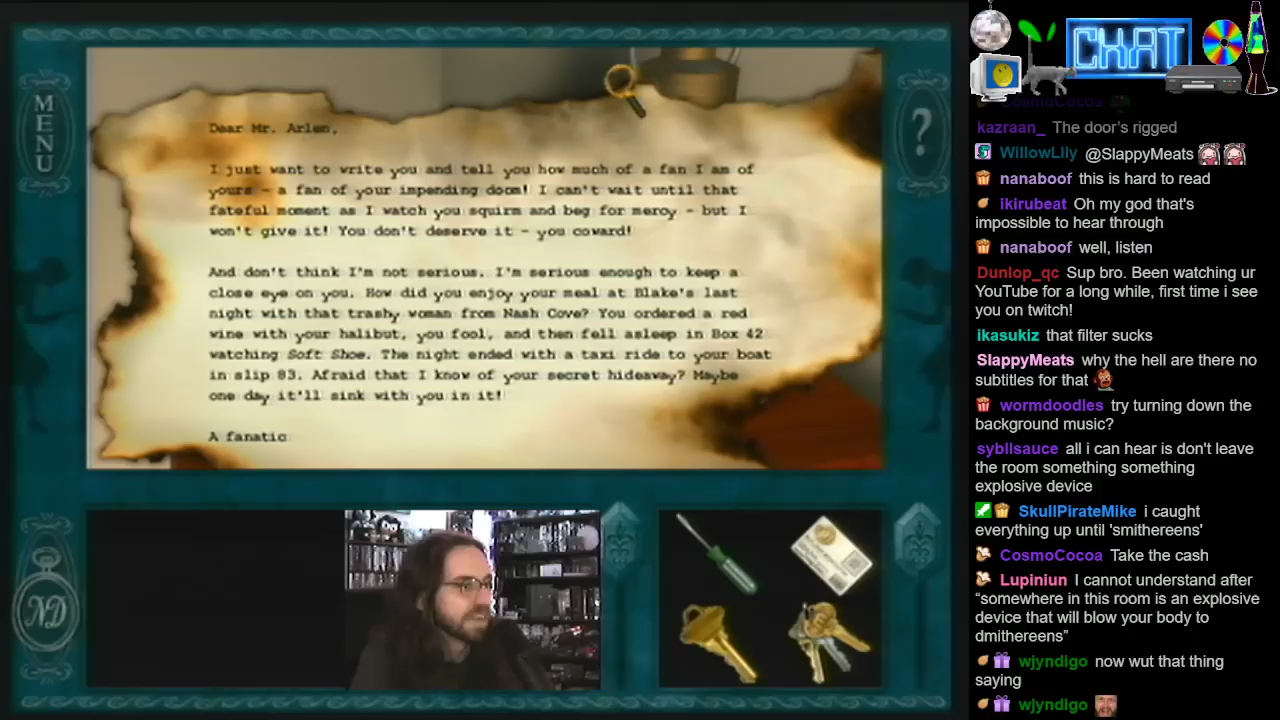 MENU
?
Dear Mr. Arlen,
I just want to write you and tell you how much of a fan I am of
yours - a fan of your impending doom! I can't wait until that
fateful moment as I watch you squirm and beg for mercy - but I
won't give it! You don't deserve it - you coward!
And don't think I'm not serious. I'm serious enough to keep a
close eye on you. How did you enjoy your meal at Blake's last
night with that trashy woman from Nash Cove? You ordered a red
wine with your halibut, you fool, and then fell asleep in Box 42
watching Soft Shoe. The night ended with a taxi ride to your boat
in slip 83. Afraid that I know of your secret hideaway? Maybe
one day it'll sink with you in it!
A fanatic
ND
CHAT
CosmoCocoa
kazraan_ The door's rigged
WillowLily @SlappyMeats
nanaboof this is hard to read
ikirubeat Oh my god that's
impossible to hear through
nanaboof well, listen
Dunlop_qc Sup bro. Been watching ur
YouTube for a long while, first time i see
you on twitch!
ikasukiz that filter sucks
SlappyMeats why the hell are there no
subtitles for that
wormdoodles try turning down the
background music?
sybilsauce all i can hear is don't leave
the room something something
explosive device
SkullPirateMike i caught
everything up until 'smithereens'
CosmoCocoa Take the cash
Lupiniun I cannot understand after
“somewhere in this room is an explosive
device that will blow your body to
dmithereens”
wjyndigo now wut that thing
saying
wjyndigo